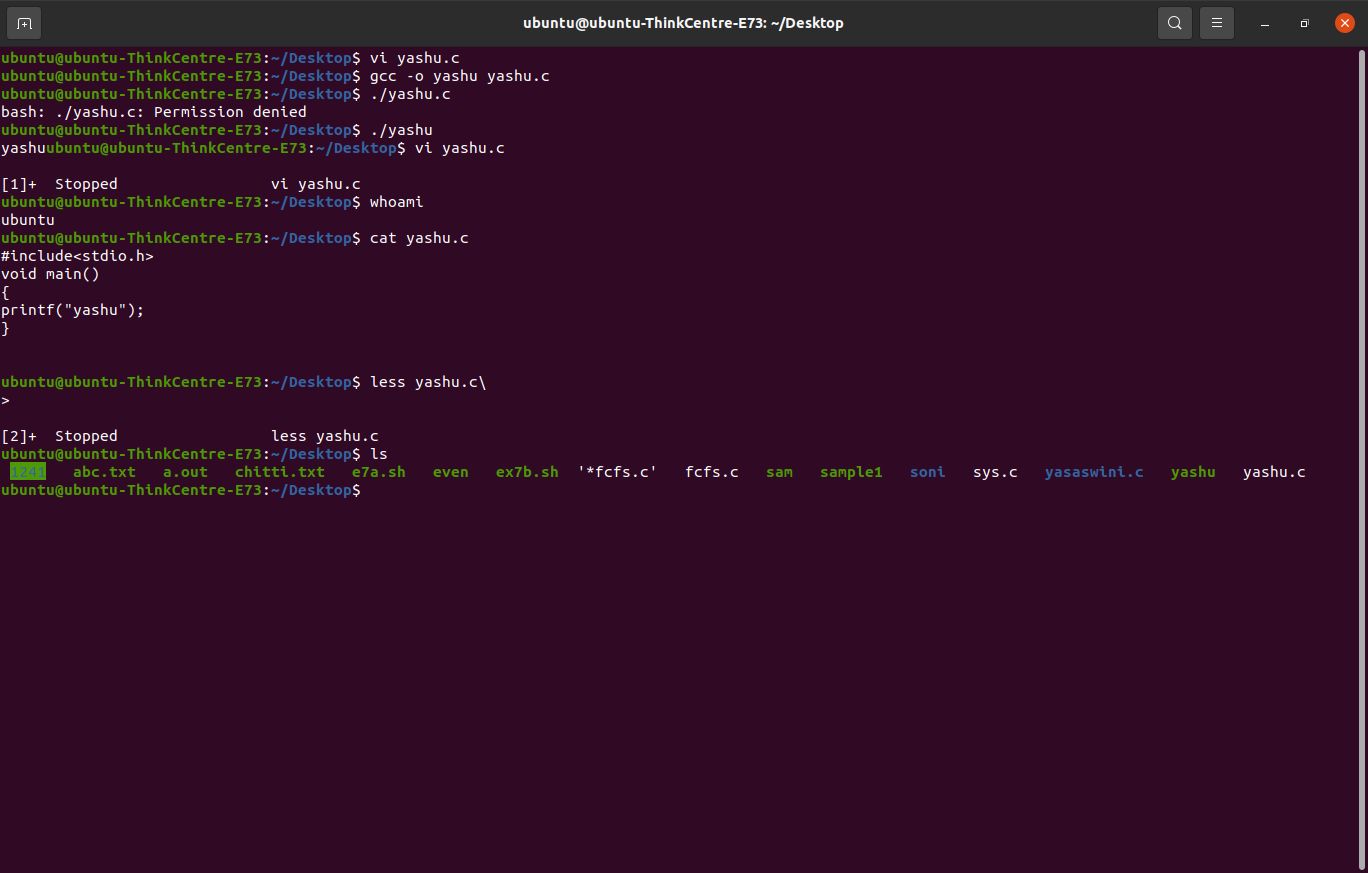 ubuntu@ubuntu-ThinkCentre-E73: ~/Desktop
ubuntu@ubuntu-ThinkCentre-E73:~/Desktop$ vi yashu.c
ubuntu@ubuntu-ThinkCentre-E73:~/Desktop$ gcc -o yashu yashu.c
ubuntu@ubuntu-ThinkCentre-E73:~/Desktop$ ./yashu.c
bash: ./yashu.c: Permission denied
ubuntu@ubuntu-ThinkCentre-E73:~/Desktop$ ./yashu
yashuubuntu@ubuntu-ThinkCentre-E73:~/Desktop$ vi yashu.c
[1]+  Stopped                 vi yashu.c
ubuntu@ubuntu-ThinkCentre-E73:~/Desktop$ whoami
ubuntu
ubuntu@ubuntu-ThinkCentre-E73:~/Desktop$ cat yashu.c
#include<stdio.h>
void main()
{
printf("yashu");
}
ubuntu@ubuntu-ThinkCentre-E73:~/Desktop$ less yashu.c\
>
[2]+  Stopped                 less yashu.c
ubuntu@ubuntu-ThinkCentre-E73:~/Desktop$ ls
1241   abc.txt   a.out   chitti.txt   e7a.sh   even   ex7b.sh  '*fcfs.c'   fcfs.c   sam   sample1   soni   sys.c   yasaswini.c   yashu   yashu.c
ubuntu@ubuntu-ThinkCentre-E73:~/Desktop$